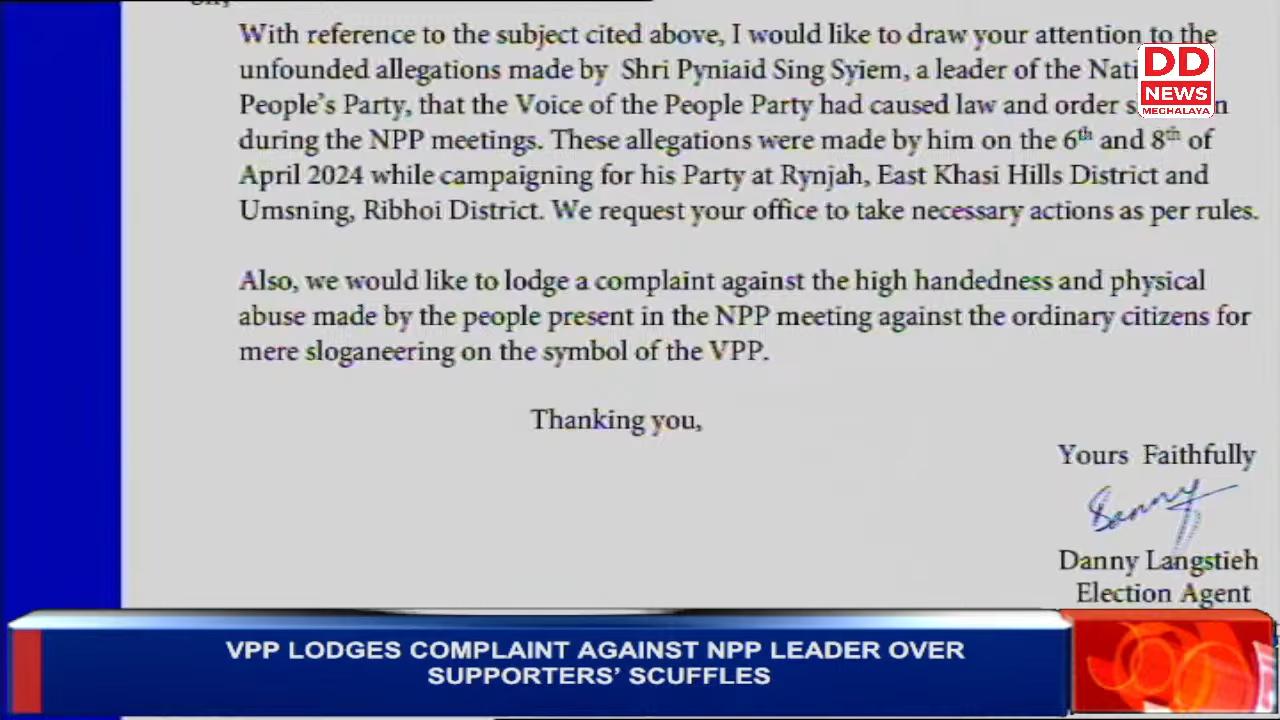 With reference to the subject cited above, I would like to draw your attention to the
unfounded allegations made by Shri Pyniaid Sing Syiem, a leader of the Nati
People's Party, that the Voice of the People Party had caused law and order s n
during the NPP meetings. These allegations were made by him on the 6th and 8th of
April 2024 while campaigning for his Party at Rynjah, East Khasi Hills District and
Umsning, Ribhoi District. We request your office to take necessary actions as per rules.
Also, we would like to lodge a complaint against the high handedness and physical
abuse made by the people present in the NPP meeting against the ordinary citizens for
mere sloganeering on the symbol of the VPP.
Thanking you,
Yours Faithfully
Danny
Danny Langstieh
Election Agent
DD
NEWS
MEGHALAYA
VPP LODGES COMPLAINT AGAINST NPP LEADER OVER
SUPPORTERS' SCUFFLES